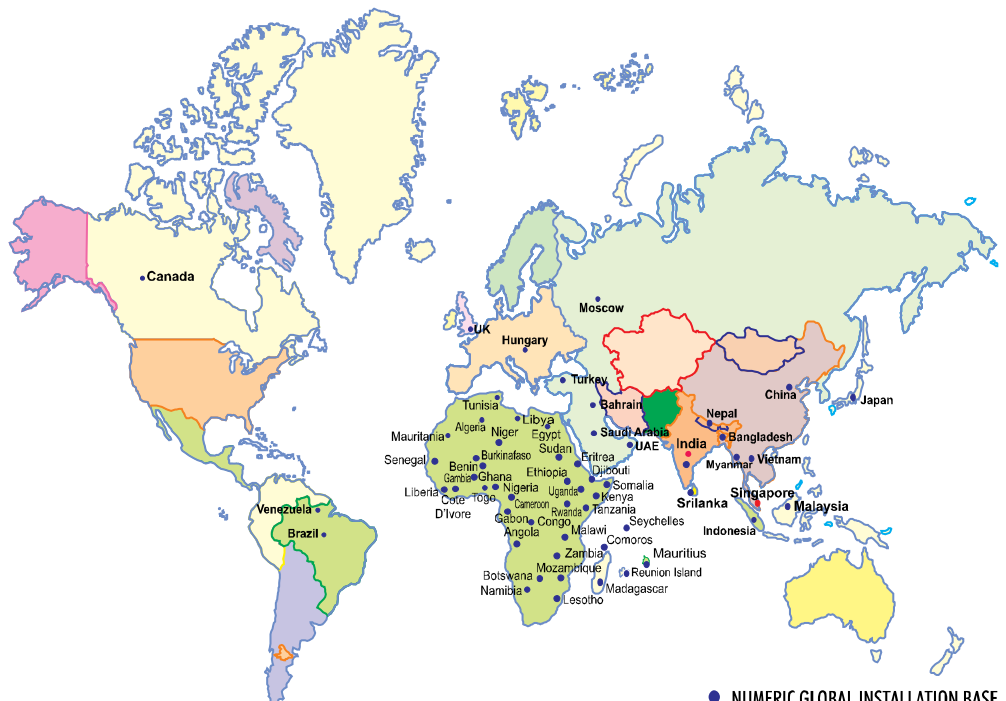 Canada
Moscow
UK
Hungary
Turkey
China
Japan
Tunisia
Bahrain
Libya
Nepal
Algeria
Egypt
Saudi Arabia
Mauritania
Niger
Bangladesh
India
UAE
Sudan
Burkinafaso
Senegal
Eritrea
Myanmar
Vietnam
Benin
Djibouti
Ethiopia
Gambia
Ghana
Somalia
Nigeria
Uganda
Liberia
Cote
D'Ivore
Togo
Kenya
Singapore
Srilanka
Malaysia
Cameroon
Venezuela
Rwanda
Tanzania
Gabon
Congo
Seychelles
Indonesia
Brazil
Angola
Malawi
Comoros
Zambia
Mauritius
Mozambique
Botswana
Reunion Island
Namibia
Madagascar
Lesotho
NUMERIC GLOBAL INSTALLATION BASE